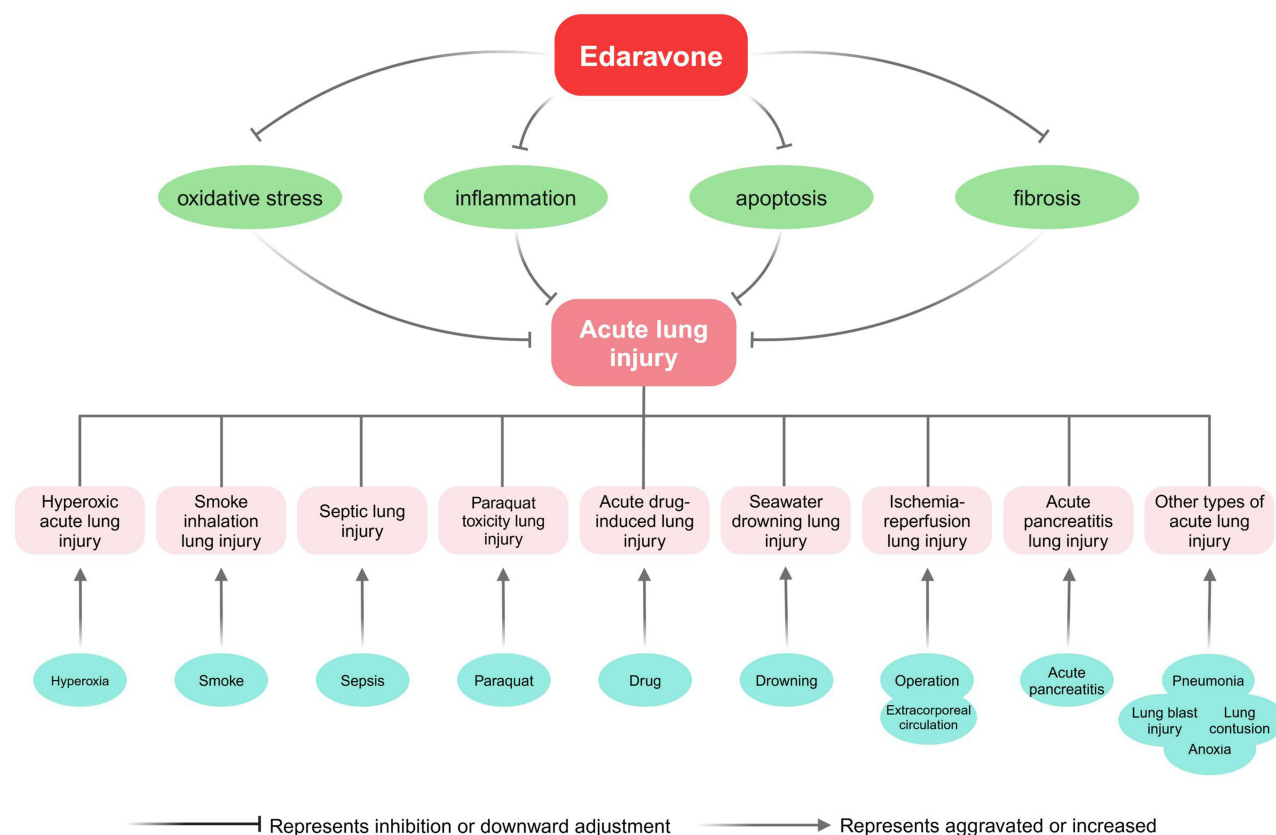 Edaravone
oxidative stress
inflammation
apoptosis
fibrosis
Acute lung
injury
Hyperoxic
acute lung
injury
Smoke
inhalation
lung injury
Septic lung
injury
Paraquat
toxicity lung
injury
Acute drug-
induced lung
injury
Seawater
drowning lung
injury
Ischemia-
reperfusion
lung injury
Acute
pancreatitis
lung injury
Other types of
acute lung
injury
Hyperoxia
Smoke
Sepsis
Paraquat
Drug
Drowning
Operation
Extracorporeal
circulation
Acute
pancreatitis
Pneumonia
Lung blast
injury
Lung
contusion
Anoxia
Represents inhibition or downward adjustment
Represents aggravated or increased